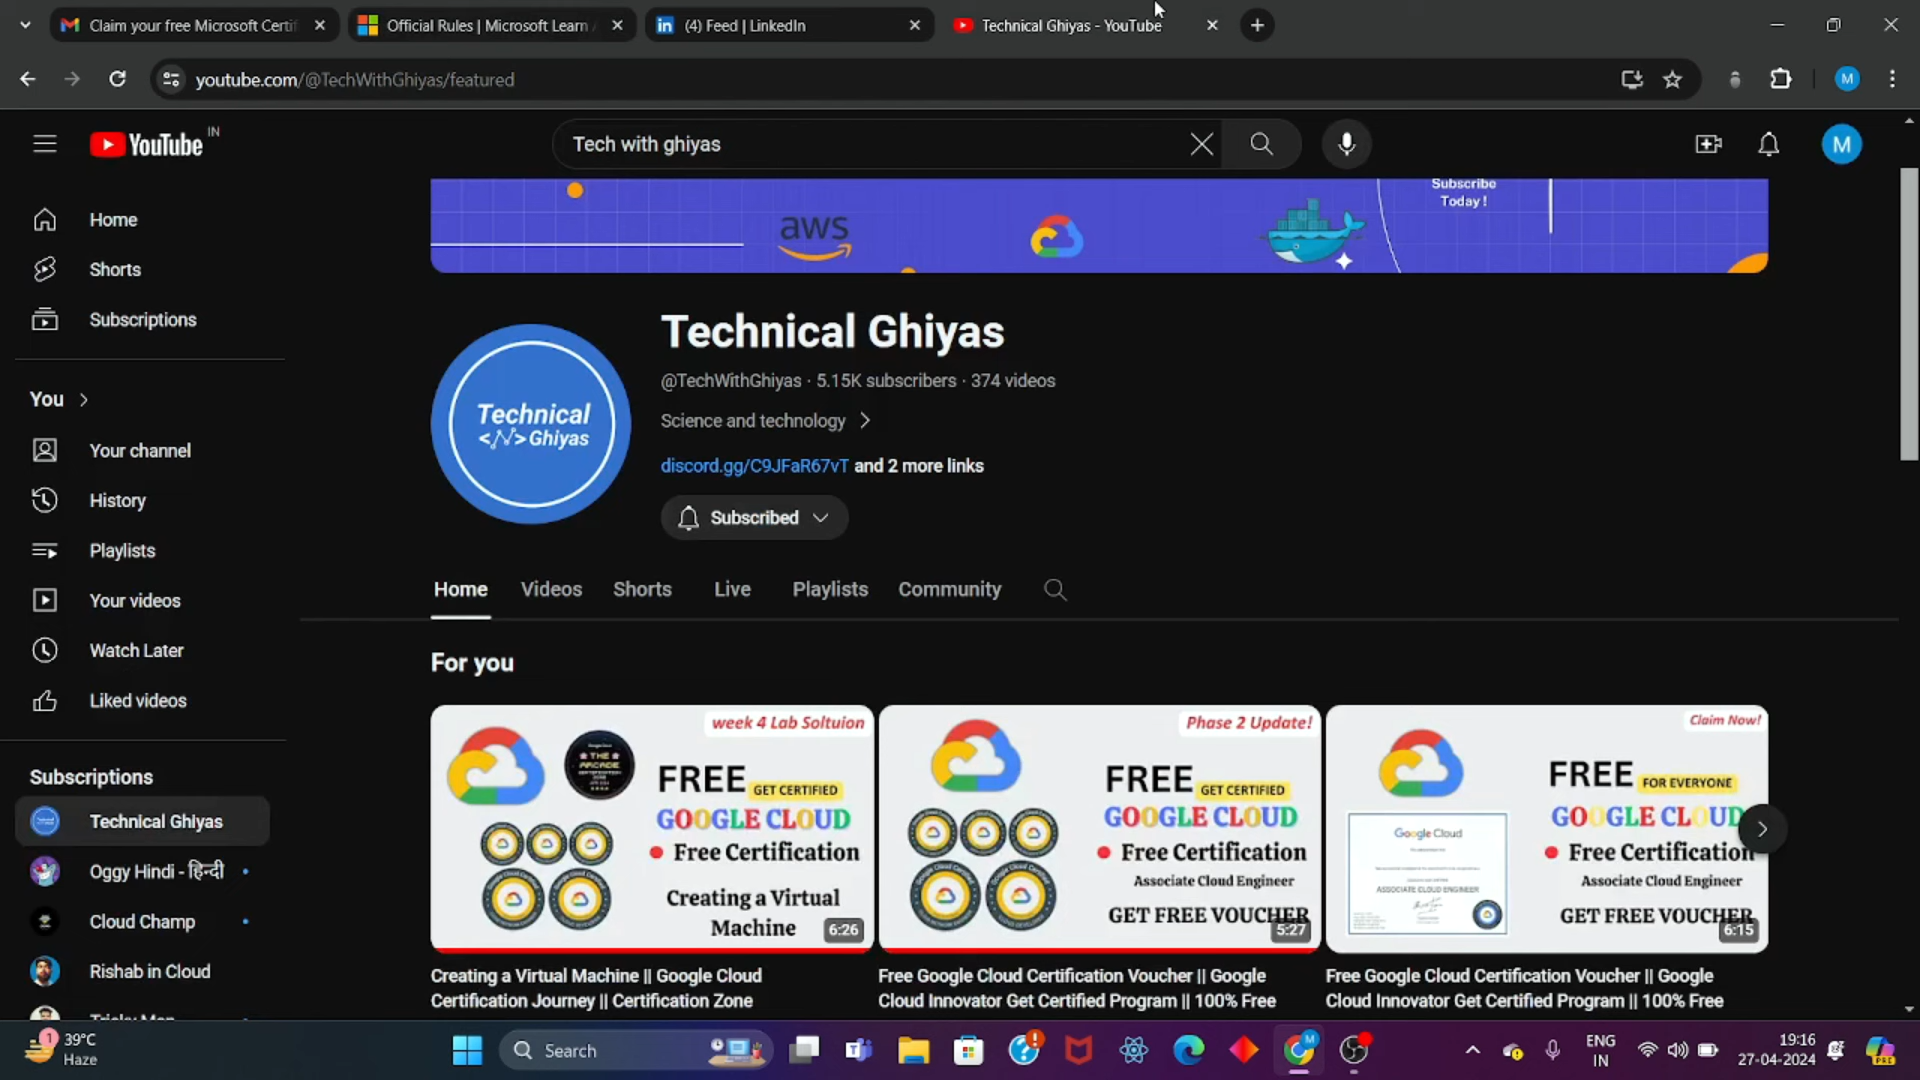 Claim your free Microsoft Certif
Official Rules | Microsoft Learn
(4) Feed | LinkedIn
Technical Ghiyas - YouTube
youtube.com/@TechWithGhiyas/featured
M
YouTube IN
Tech with ghiyas
M
Home
Shorts
Subscriptions
You
Your channel
History
Playlists
Your videos
Watch Later
Liked videos
Subscriptions
Technical Ghiyas
Oggy Hindi - हिन्दी
Cloud Champ
Rishab in Cloud
aws
Subscribe
Today !
Technical
Ghiyas
Technical Ghiyas
@TechWithGhiyas · 5.15K subscribers · 374 videos
Science and technology
discord.gg/C9JFaR67vT and 2 more links
Subscribed
Home Videos Shorts Live Playlists Community
For you
week 4 Lab Soltuion
THE
ARCADE
FREE GET CERTIFIED
GOOGLE CLOUD
Free Certification
Creating a Virtual
Machine
6:26
Creating a Virtual Machine || Google Cloud
Certification Journey || Certification Zone
Phase 2 Update!
FREE GET CERTIFIED
GOOGLE CLOUD
Free Certification
Associate Cloud Engineer
GET FREE VOUCHER
5:27
Free Google Cloud Certification Voucher || Google
Cloud Innovator Get Certified Program || 100% Free
Claim Now!
Google Cloud
ASSOCIATE CLOUD ENGINEER
FREE FOR EVERYONE
GOOGLE CLOUD
Free Certification
Associate Cloud Engineer
GET FREE VOUCHER
6:15
Free Google Cloud Certification Voucher || Google
Cloud Innovator Get Certified Program || 100% Free
1
39°C
Haze
Search
M
ENG
IN
19:16
27-04-2024
PRE